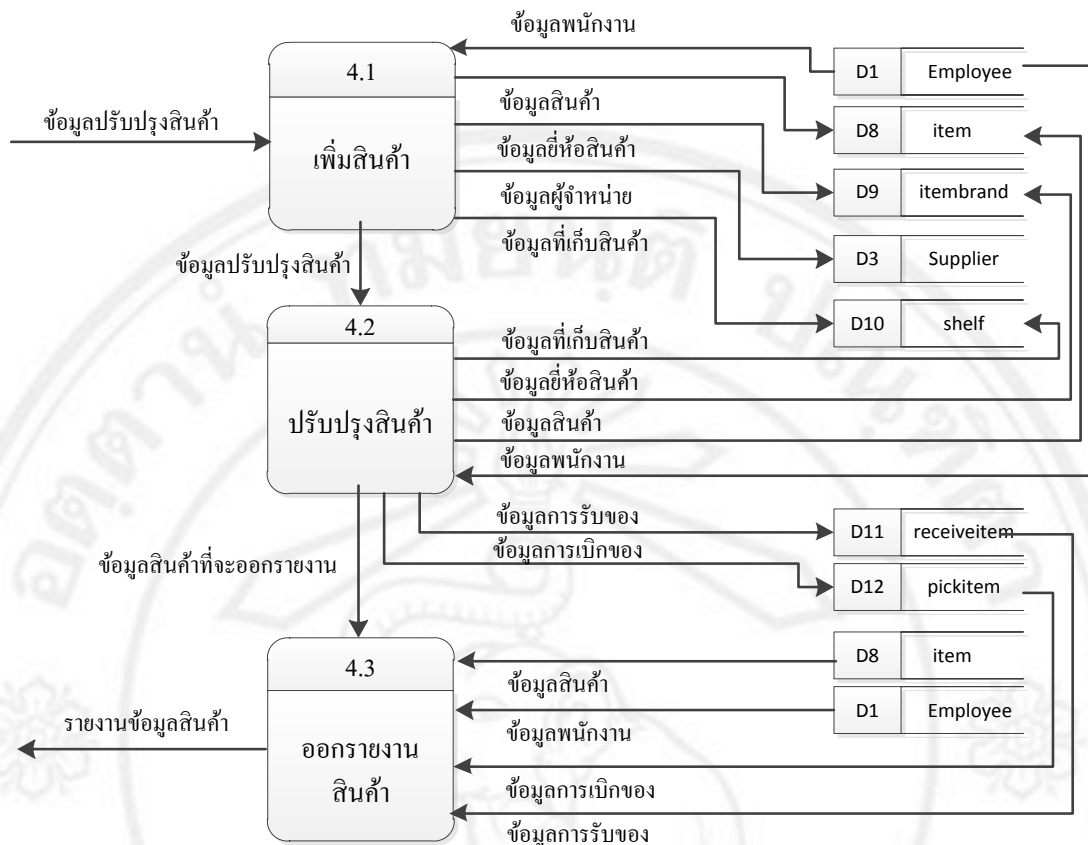 ข้อมูลพนักงาน
4.1
D1 Employee
ข้อมูลสินค้า
D8 item
ข้อมูลปรับปรุงสินค้า
เพิ่มสินค้า
ข้อมูลยี่ห้อสินค้า
D9 itembrand
ข้อมูลผู้จำหน่าย
ข้อมูลที่เก็บสินค้า
D3 Supplier
ข้อมูลปรับปรุงสินค้า
D10 shelf
4.2
ข้อมูลที่เก็บสินค้า
ข้อมูลยี่ห้อสินค้า
ปรับปรุงสินค้า
ข้อมูลสินค้า
ข้อมูลพนักงาน
ข้อมูลการรับของ
D11 receiveitem
ข้อมูลการเบิกของ
ข้อมูลสินค้าที่จะออกรายงาน
D12 pickitem
4.3
D8 item
ข้อมูลสินค้า
D1 Employee
รายงานข้อมูลสินค้า
ข้อมูลพนักงาน
ออกรายงาน
สินค้า
ข้อมูลการเบิกของ
ข้อมูลการรับของ